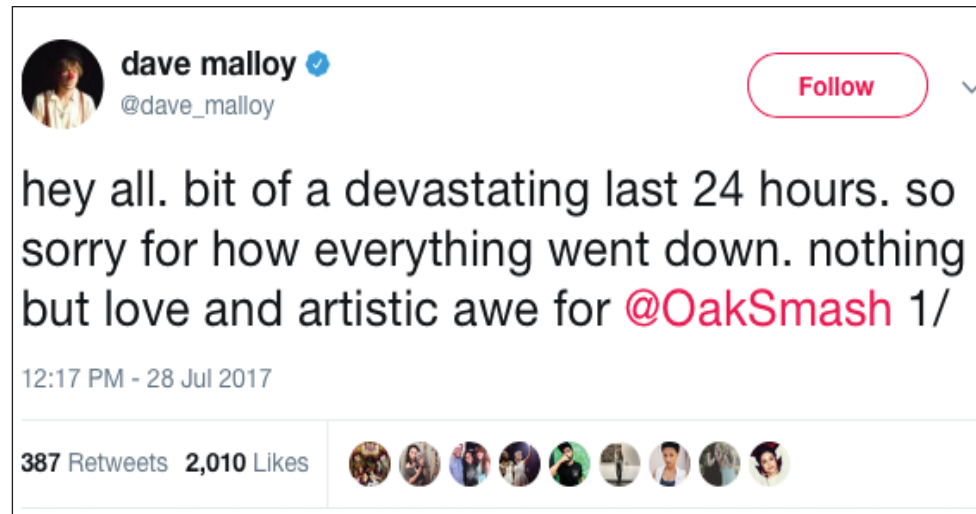 dave malloy
@dave_malloy
Follow
hey all. bit of a devastating last 24 hours. so
sorry for how everything went down. nothing
but love and artistic awe for @OakSmash 1/
12:17 PM - 28 Jul 2017
387 Retweets 2,010 Likes